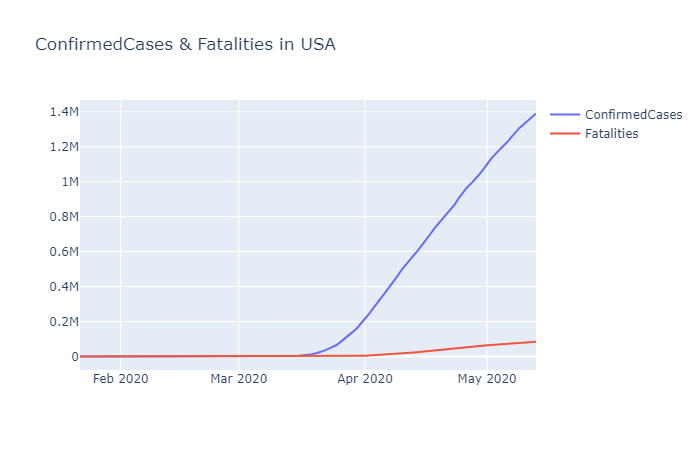 ConfirmedCases & Fatalities in USA
1.4M
1.2M
1M
0.8M
0.6M
0.4M
0.2M
0
Feb 2020
Mar 2020
Apr 2020
May 2020
ConfirmedCases
Fatalities